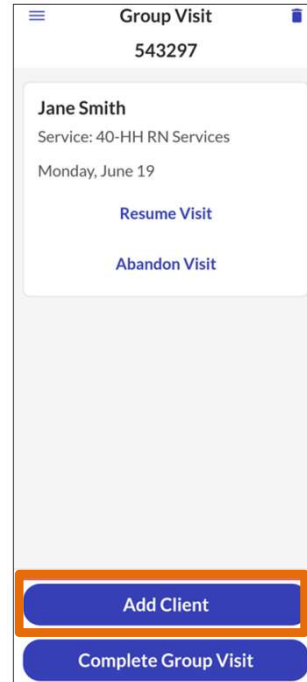 Group Visit
543297
Jane Smith
Service: 40-HH RN Services
Monday, June 19
Resume Visit
Abandon Visit
Add Client
Complete Group Visit